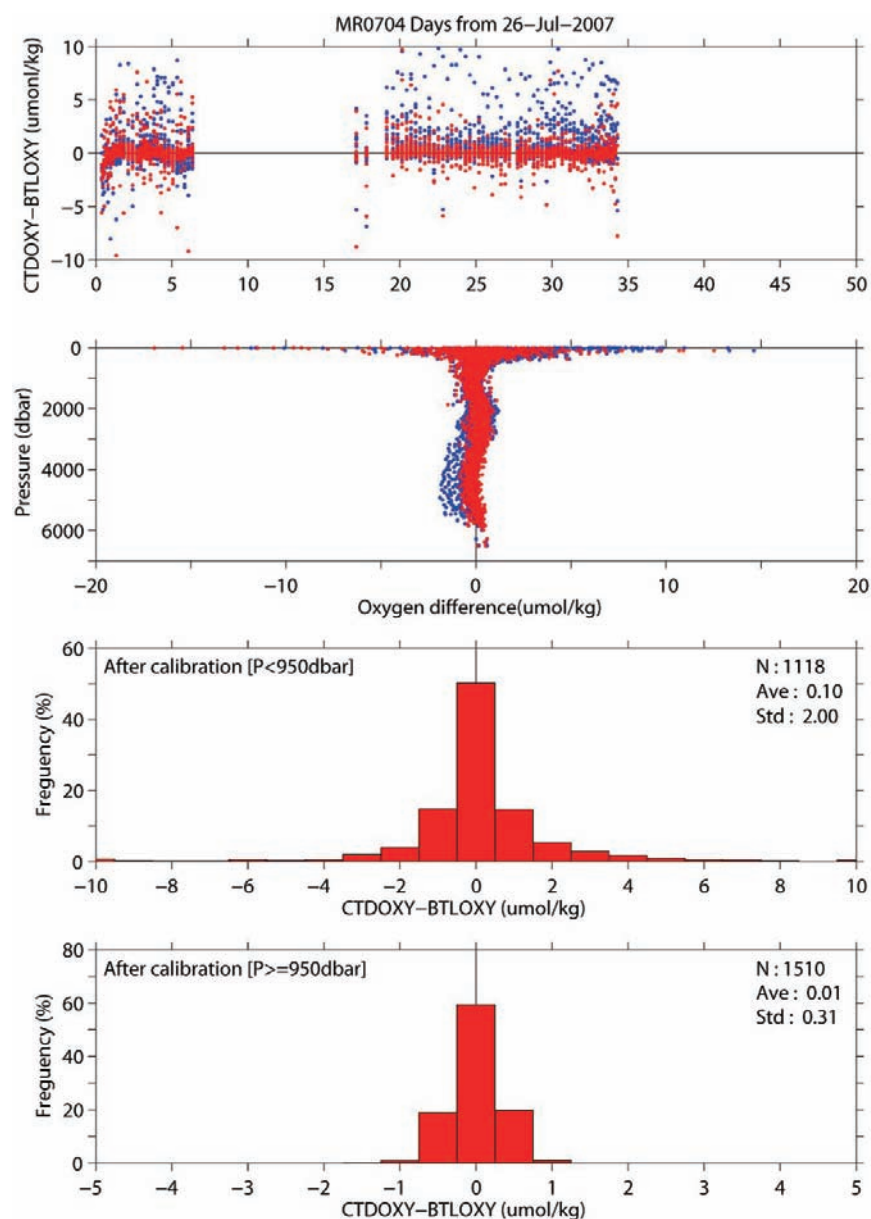 MR0704 Days from 26−Jul−2007
CTDOXY−BTLOXY (umonl/kg)
10
5
0
−5
−10
0 5 10 15 20 25 30 35 40 45 50
Pressure (dbar)
0
2000
4000
6000
−20 −10 0 10 20
Oxygen difference(umol/kg)
Freguency (%)
60
40
20
0
After calibration [P<950dbar]
N : 1118
Ave : 0.10
Std : 2.00
−10 −8 −6 −4 −2 0 2 4 6 8 10
CTDOXY−BTLOXY (umol/kg)
Freguency (%)
80
60
40
20
0
After calibration [P>=950dbar]
N : 1510
Ave : 0.01
Std : 0.31
−5 −4 −3 −2 −1 0 1 2 3 4 5
CTDOXY−BTLOXY (umol/kg)